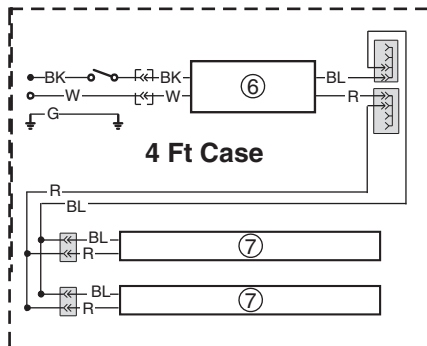 BK BK ⑥ BL
W W R
G
4 Ft Case
R
BL
BL ⑦
R
BL ⑦
R